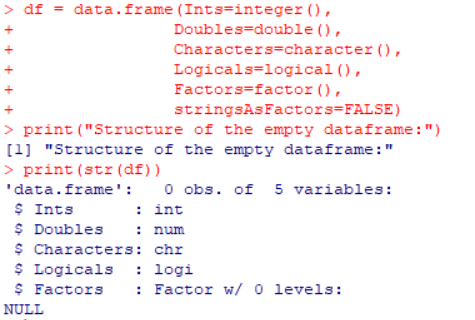 > df = data.frame(Ints=integer(),
+                 Doubles=double(),
+                 Characters=character(),
+                 Logicals=logical(),
+                 Factors=factor(),
+                 stringsAsFactors=FALSE)
> print("Structure of the empty dataframe:")
[1] "Structure of the empty dataframe:"
> print(str(df))
'data.frame':   0 obs. of  5 variables:
 $ Ints      : int
 $ Doubles   : num
 $ Characters: chr
 $ Logicals  : logi
 $ Factors   : Factor w/ 0 levels:
NULL